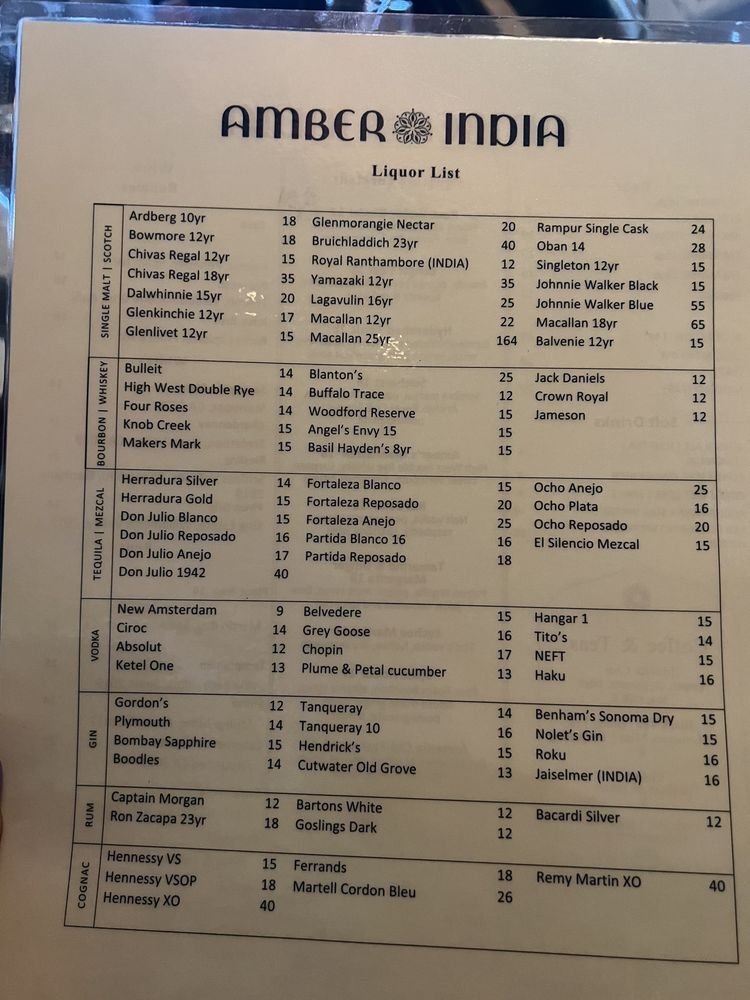 AMBER INDIA
Liquor List
SINGLE MALT | SCOTCH
Ardberg 10yr 18 Glenmorangie Nectar 20 Rampur Single Cask 24
Bowmore 12yr 18 Bruichladdich 23yr 40 Oban 14 28
Chivas Regal 12yr 15 Royal Ranthambore (INDIA) 12 Singleton 12yr 15
Chivas Regal 18yr 35 Yamazaki 12yr 35 Johnnie Walker Black 15
Dalwhinnie 15yr 20 Lagavulin 16yr 25 Johnnie Walker Blue 55
Glenkinchie 12yr 17 Macallan 12yr 22 Macallan 18yr 65
Glenlivet 12yr 15 Macallan 25yr 164 Balvenie 12yr 15
BOURBON | WHISKEY
Bulleit 14 Blanton's 25 Jack Daniels 12
High West Double Rye 14 Buffalo Trace 12 Crown Royal 12
Four Roses 14 Woodford Reserve 15 Jameson 12
Knob Creek 15 Angel's Envy 15 15
Makers Mark 15 Basil Hayden's 8yr 15
TEQUILA | MEZCAL
Herradura Silver 14 Fortaleza Blanco 15 Ocho Anejo 25
Herradura Gold 15 Fortaleza Reposado 20 Ocho Plata 16
Don Julio Blanco 15 Fortaleza Anejo 25 Ocho Reposado 20
Don Julio Reposado 16 Partida Blanco 16 16 El Silencio Mezcal 15
Don Julio Anejo 17 Partida Reposado 18
Don Julio 1942 40
VODKA
New Amsterdam 9 Belvedere 15 Hangar 1 15
Ciroc 14 Grey Goose 16 Tito's 14
Absolut 12 Chopin 17 NEFT 15
Ketel One 13 Plume & Petal cucumber 13 Haku 16
GIN
Gordon's 12 Tanqueray 14 Benham's Sonoma Dry 15
Plymouth 14 Tanqueray 10 16 Nolet's Gin 15
Bombay Sapphire 15 Hendrick's 15 Roku 16
Boodles 14 Cutwater Old Grove 13 Jaiselmer (INDIA) 16
RUM
Captain Morgan 12 Bartons White 12 Bacardi Silver 12
Ron Zacapa 23yr 18 Goslings Dark 12
COGNAC
Hennessy VS 15 Ferrands 18 Remy Martin XO 40
Hennessy VSOP 18 Martell Cordon Bleu 26
Hennessy XO 40